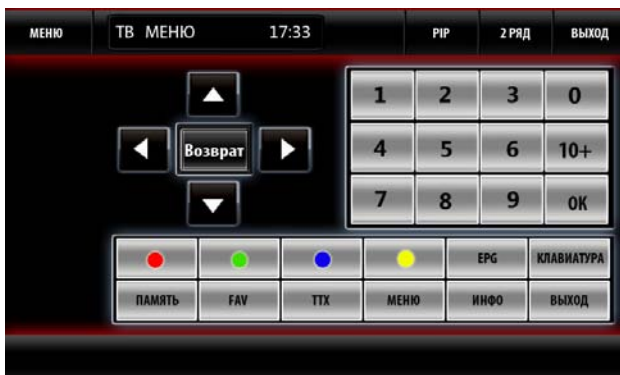 МЕНЮ ТВ МЕНЮ 17:33 PIP 2 РЯД ВЫХОД
1 2 3 0
Возврат 4 5 6 10+
7 8 9 OK
EPG КЛАВИАТУРА
ПАМЯТЬ FAV TTX МЕНЮ ИНФО ВЫХОД